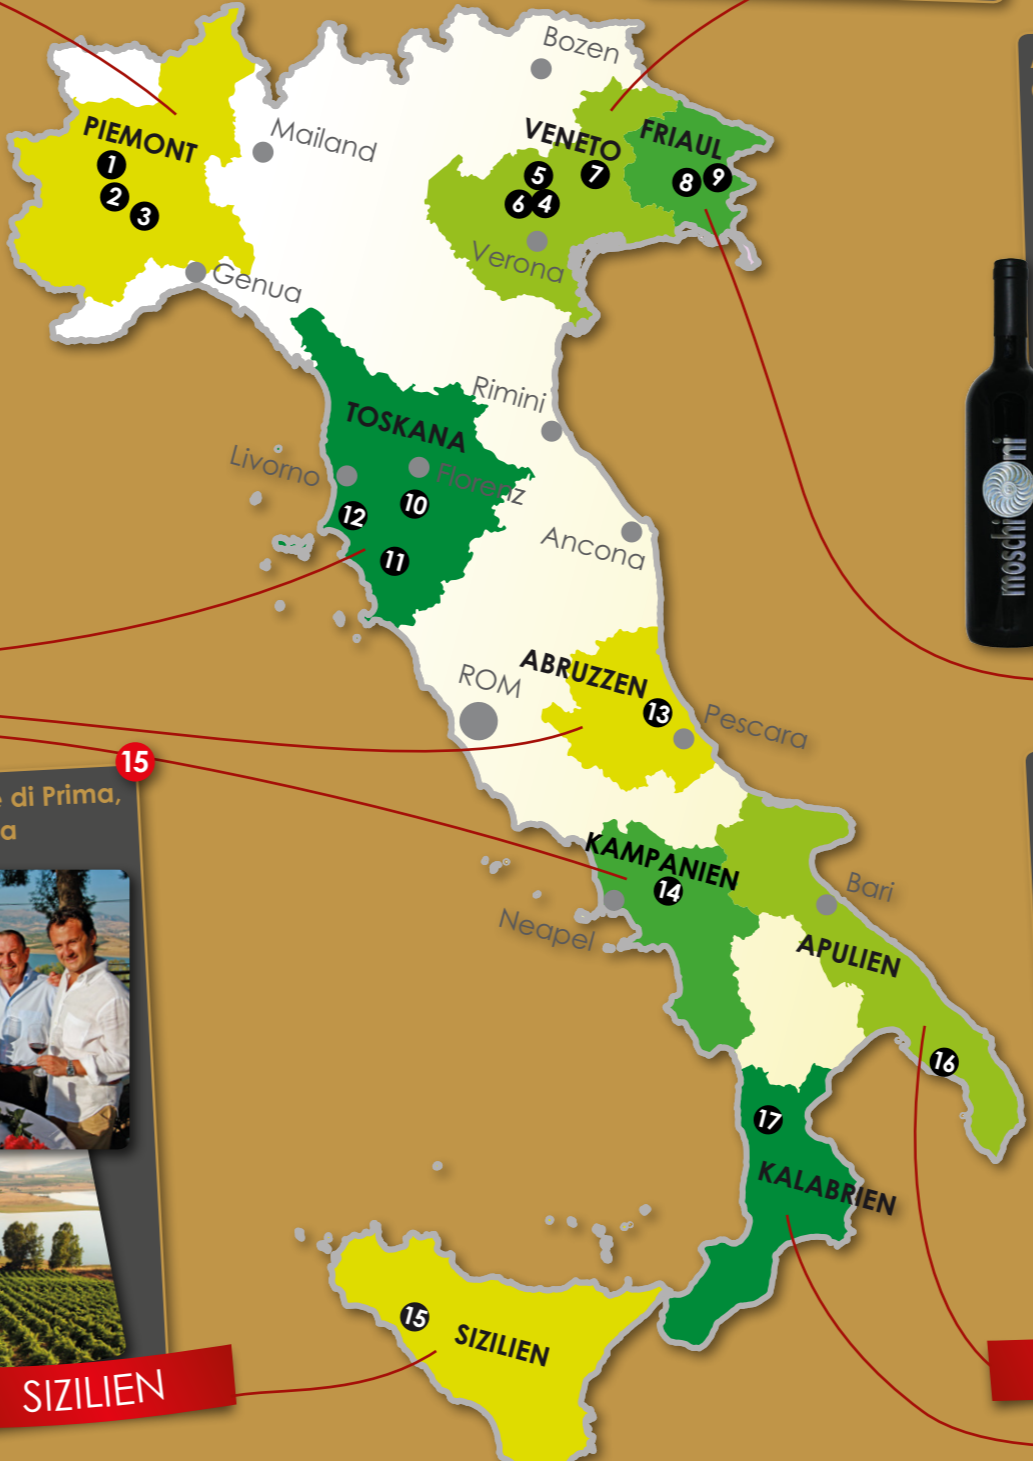 Bozen
PIEMONT
1
2
3
Mailand
VENETO
5
7
6
4
FRIAUL
8
9
Verona
Genua
Rimini
TOSKANA
Livorno
Florenz
10
12
11
Ancona
moschioni
ABRUZZEN
13
ROM
Pescara
15
di Prima,
KAMPANIEN
14
Neapel
Bari
APULIEN
16
17
KALABRIEN
15
SIZILIEN
SIZILIEN